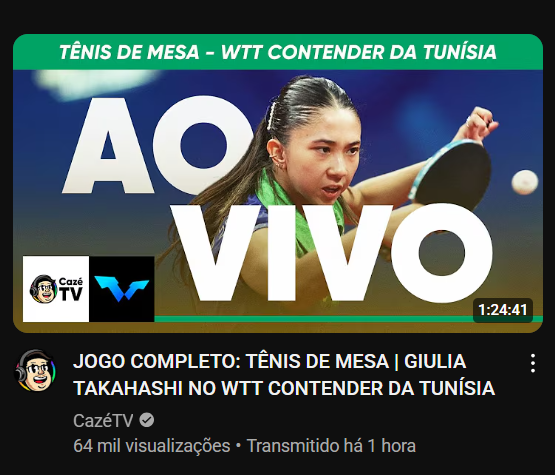 TÊNIS DE MESA - WTT CONTENDER DA TUNÍSIA
AO
VIVO
Cazé
TV
1:24:41
JOGO COMPLETO: TÊNIS DE MESA | GIULIA
TAKAHASHI NO WTT CONTENDER DA TUNÍSIA
CazéTV
64 mil visualizações • Transmitido há 1 hora